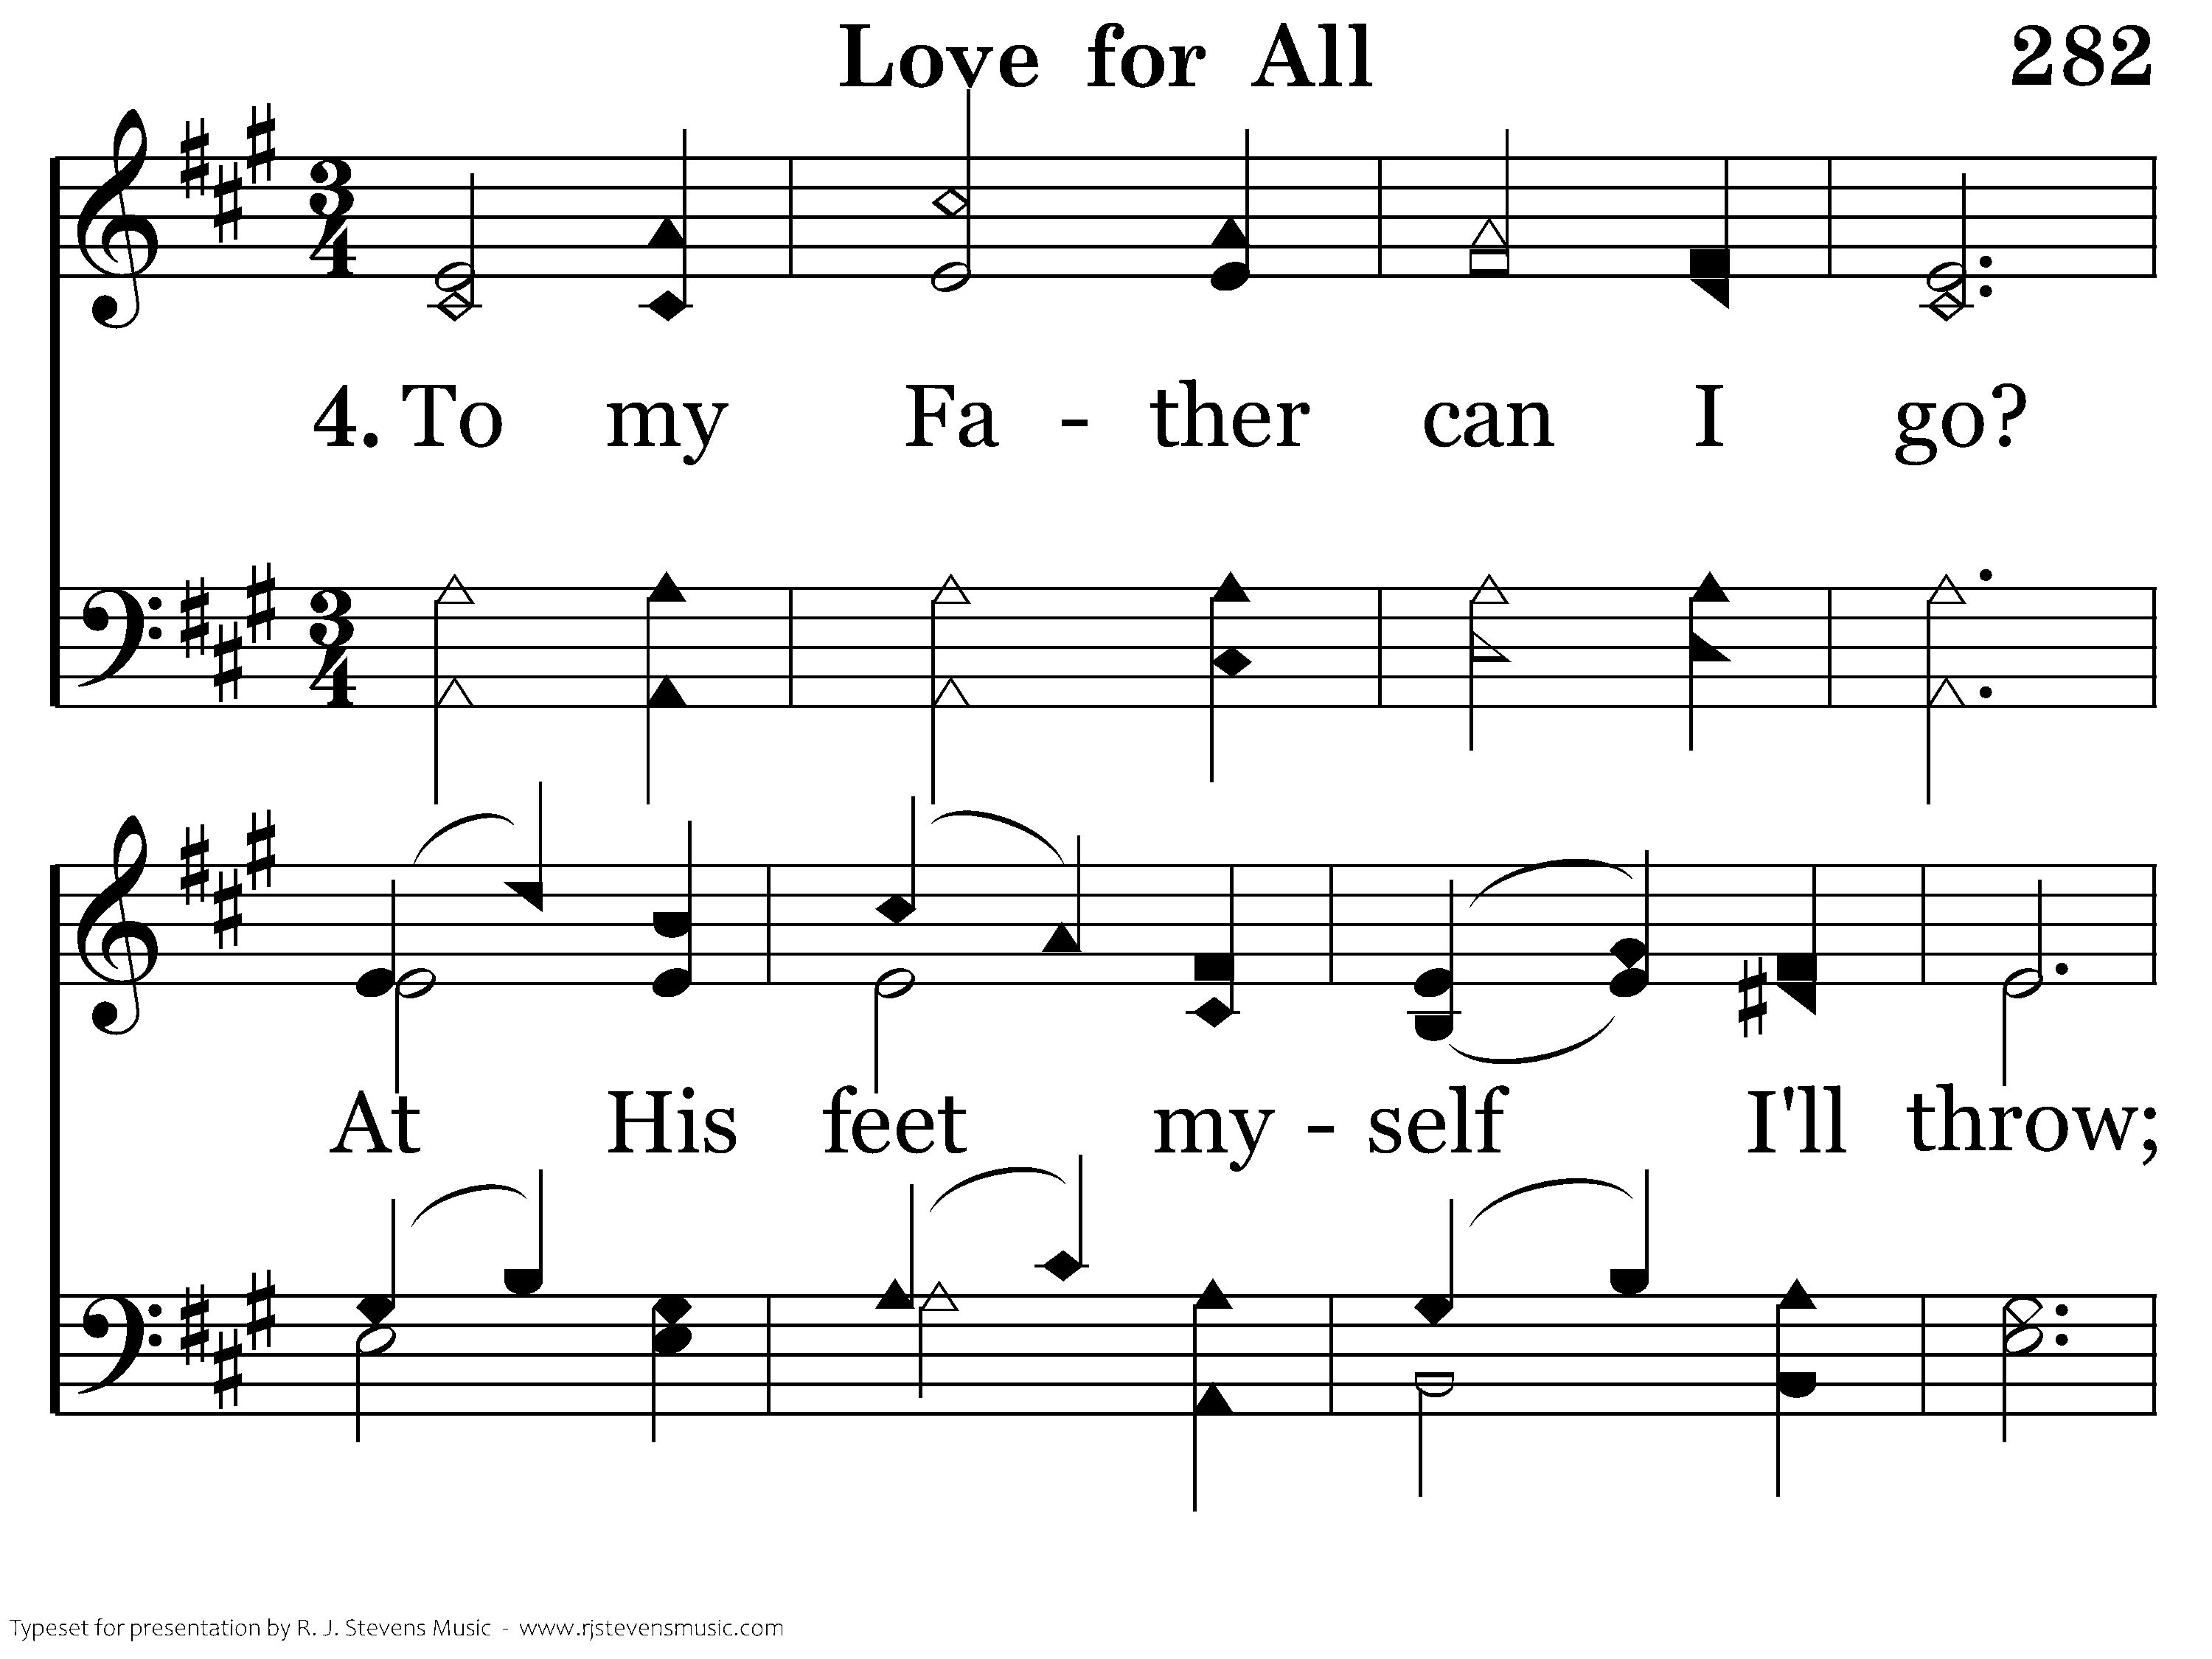 Love for All 282
4. To my Fa - ther can I go?
At His feet my - self I'll throw;
Typeset for presentation by R. J. Stevens Music - www.rjstevensmusic.com